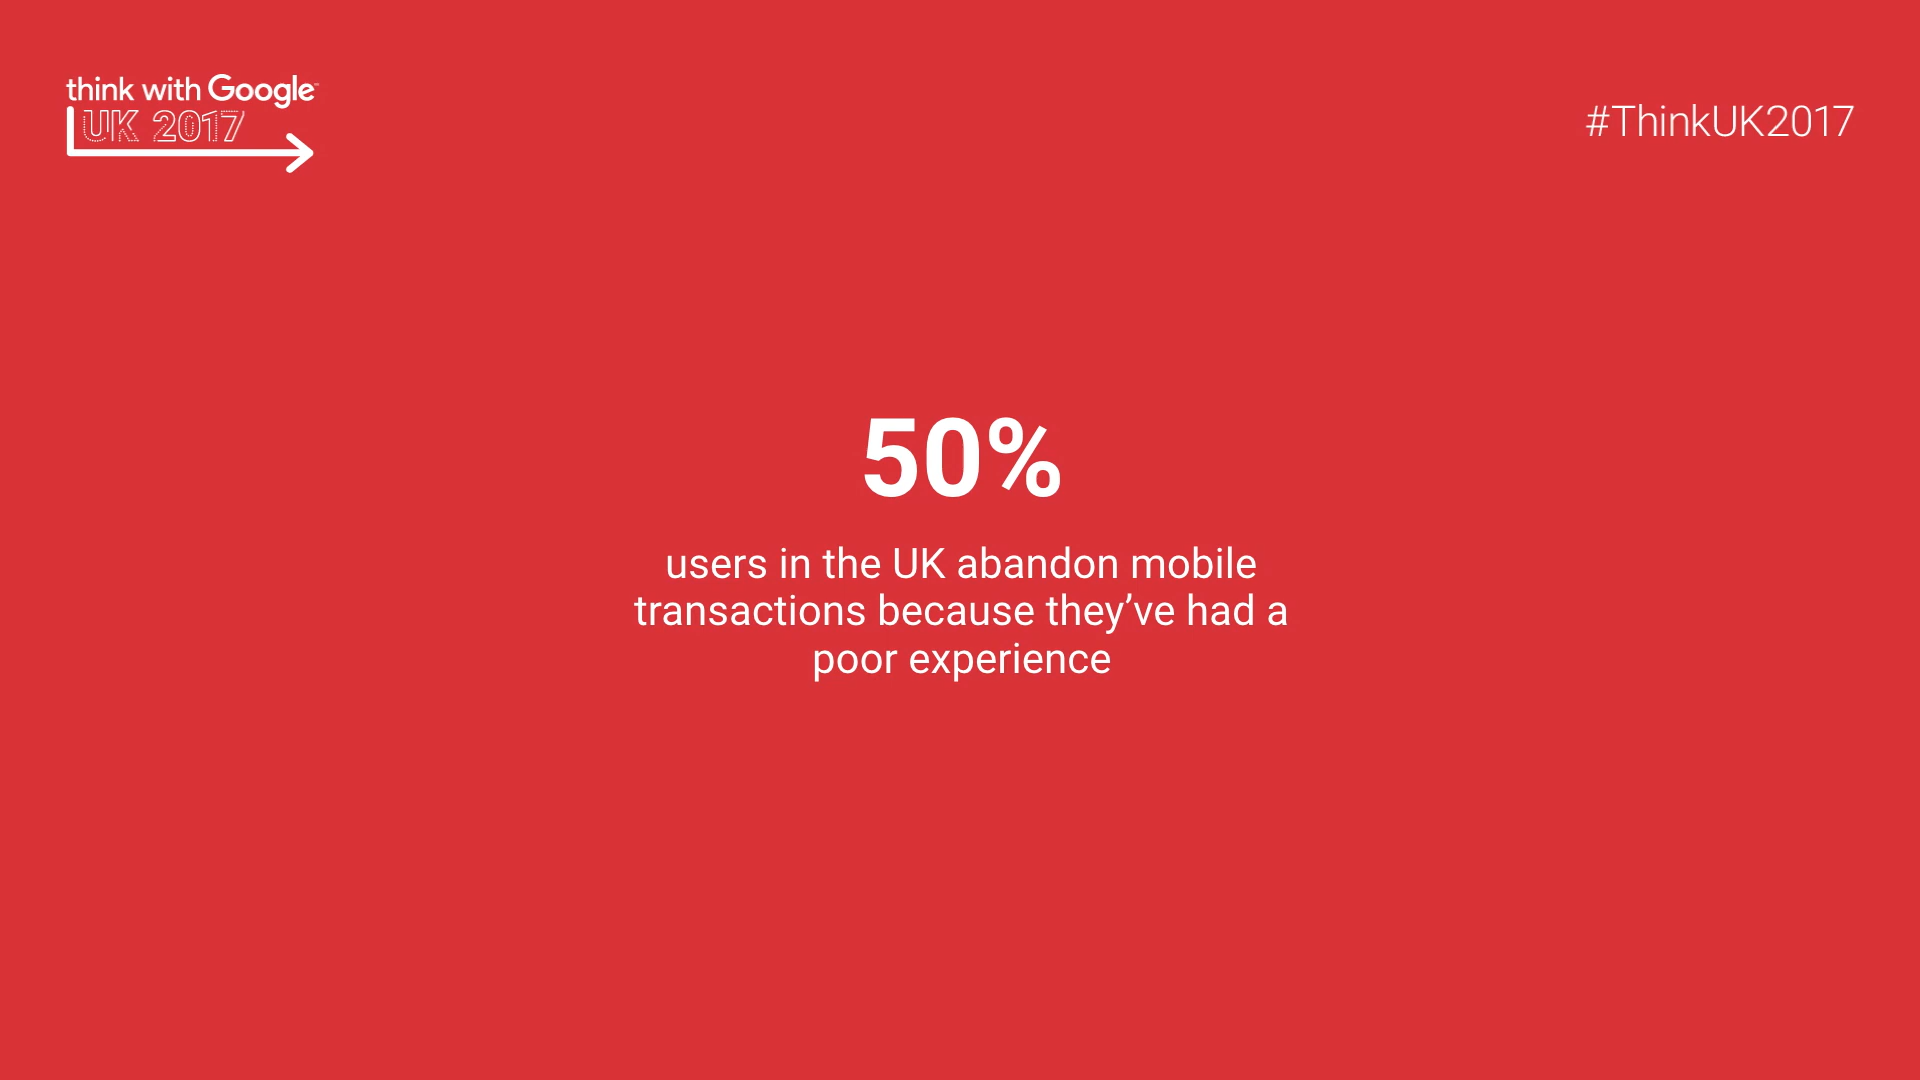 think with Google
UK 2017
#ThinkUK2017
50%
users in the UK abandon mobile
transactions because they’ve had a
poor experience